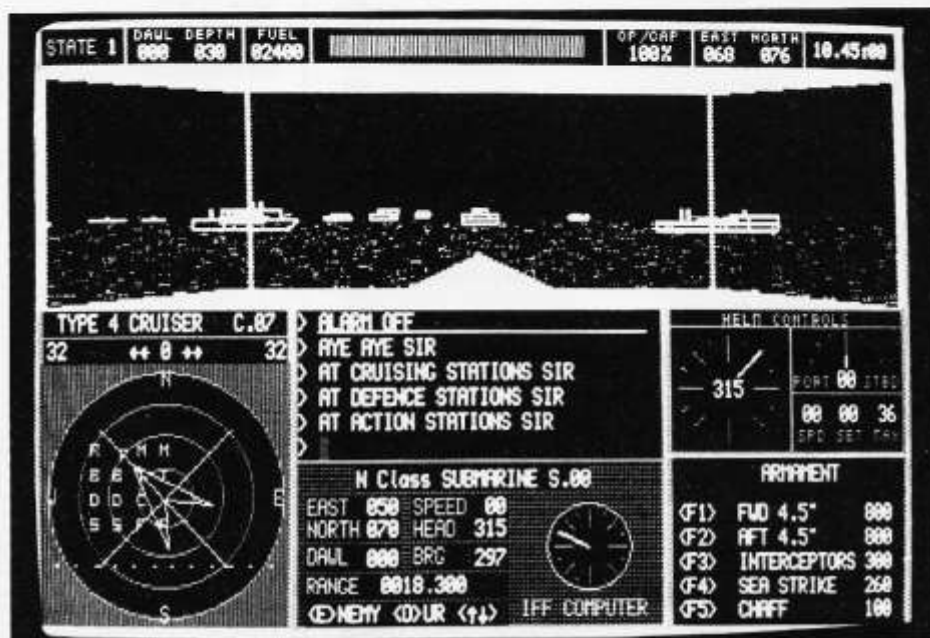 STATE 1
DAWL DEPTH
000 030
FUEL
02400
OP/CAP
100%
EAST NORTH
068 076
10.45:00
TYPE 4 CRUISER C.07
32 ↔ 0 ↔ 32
N
E
S
> ALARM OFF
> AYE AYE SIR
> AT CRUISING STATIONS SIR
> AT DEFENCE STATIONS SIR
> AT ACTION STATIONS SIR
>
N Class SUBMARINE S.00
EAST 050 SPEED 00
NORTH 070 HEAD 315
DAWL 000 BRG 297
RANGE 0018.300
<E>NEMY <O>UR <↑↓>
IFF COMPUTER
HELM CONTROLS
315
PORT 00 STBD
00 00 36
SPD SET MAX
ARMAMENT
<F1> FWD 4.5" 800
<F2> AFT 4.5" 800
<F3> INTERCEPTORS 300
<F4> SEA STRIKE 260
<F5> CHAFF 100